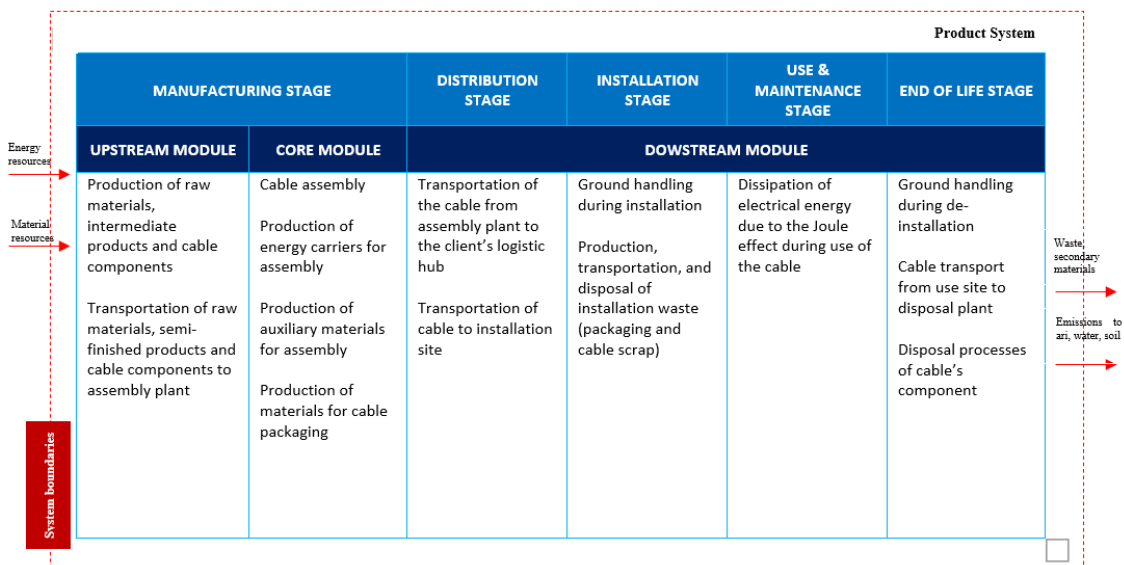 Product System
MANUFACTURING STAGE
DISTRIBUTION
STAGE
INSTALLATION
STAGE
USE &
MAINTENANCE
STAGE
END OF LIFE STAGE
UPSTREAM MODULE
CORE MODULE
DOWSTREAM MODULE
Energy
resources
Material
resources
Production of raw
materials,
intermediate
products and cable
components
Transportation of raw
materials, semi-
finished products and
cable components to
assembly plant
Cable assembly
Production of
energy carriers for
assembly
Production of
auxiliary materials
for assembly
Production of
materials for cable
packaging
Transportation of
the cable from
assembly plant to
the client's logistic
hub
Transportation of
cable to installation
site
Ground handling
during installation
Production,
transportation, and
disposal of
installation waste
(packaging and
cable scrap)
Dissipation of
electrical energy
due to the Joule
effect during use of
the cable
Ground handling
during de-
installation
Cable transport
from use site to
disposal plant
Disposal processes
of cable's
component
Waste,
secondary
materials
Emissions to
ari, water, soil
System boundaries